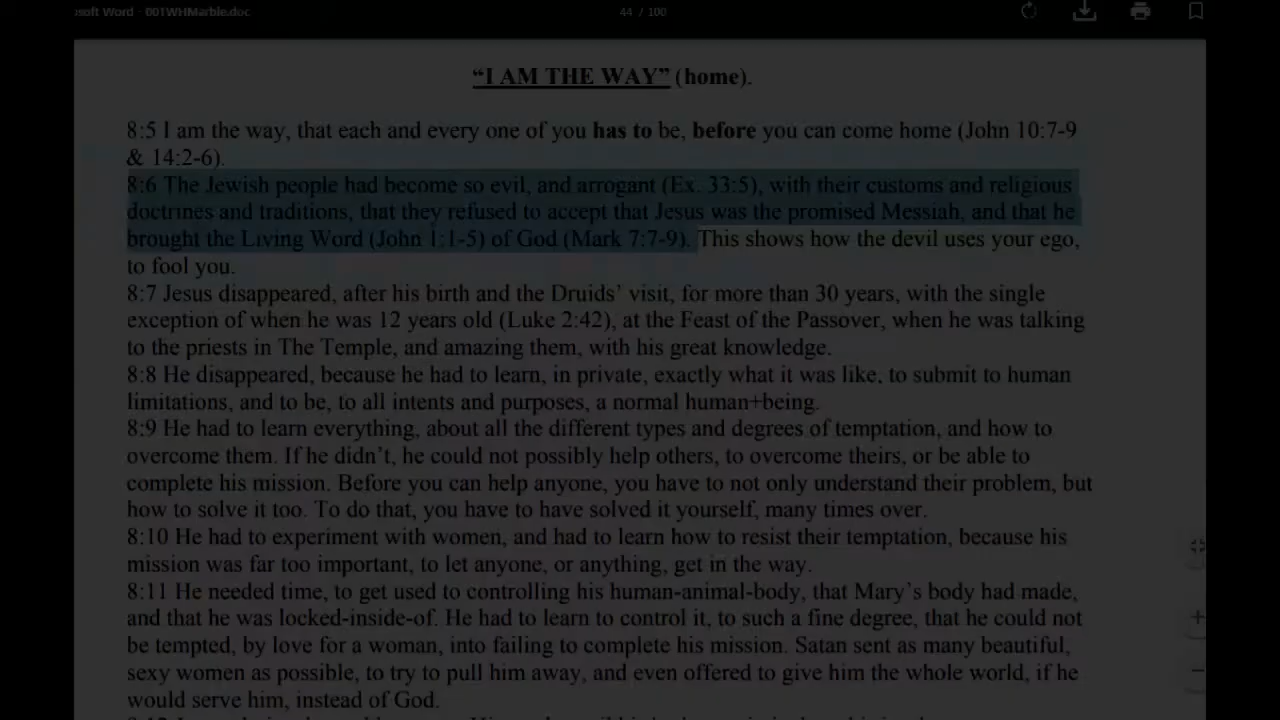 osoft Word - 001WHMarble.doc
44 / 100
“I AM THE WAY” (home).
8:5 I am the way, that each and every one of you has to be, before you can come home (John 10:7-9
& 14:2-6).
8:6 The Jewish people had become so evil, and arrogant (Ex. 33:5), with their customs and religious
doctrines and traditions, that they refused to accept that Jesus was the promised Messiah, and that he
brought the Living Word (John 1:1-5) of God (Mark 7:7-9). This shows how the devil uses your ego,
to fool you.
8:7 Jesus disappeared, after his birth and the Druids’ visit, for more than 30 years, with the single
exception of when he was 12 years old (Luke 2:42), at the Feast of the Passover, when he was talking
to the priests in The Temple, and amazing them, with his great knowledge.
8:8 He disappeared, because he had to learn, in private, exactly what it was like, to submit to human
limitations, and to be, to all intents and purposes, a normal human+being.
8:9 He had to learn everything, about all the different types and degrees of temptation, and how to
overcome them. If he didn’t, he could not possibly help others, to overcome theirs, or be able to
complete his mission. Before you can help anyone, you have to not only understand their problem, but
how to solve it too. To do that, you have to have solved it yourself, many times over.
8:10 He had to experiment with women, and had to learn how to resist their temptation, because his
mission was far too important, to let anyone, or anything, get in the way.
8:11 He needed time, to get used to controlling his human-animal-body, that Mary’s body had made,
and that he was locked-inside-of. He had to learn to control it, to such a fine degree, that he could not
be tempted, by love for a woman, into failing to complete his mission. Satan sent as many beautiful,
sexy women as possible, to try to pull him away, and even offered to give him the whole world, if he
would serve him, instead of God.